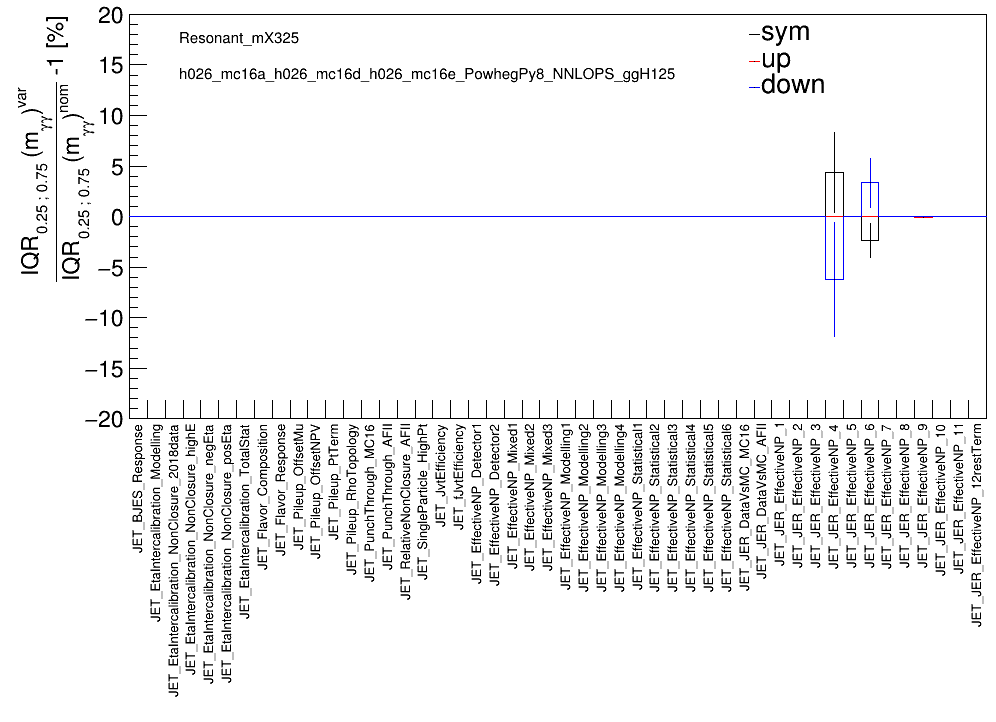 IQR0.25 ; 0.75 (mγγ)var
IQR0.25 ; 0.75 (mγγ)nom -1 [%]
20
15
10
5
0
−5
−10
−15
−20
Resonant_mX325
h026_mc16a_h026_mc16d_h026_mc16e_PowhegPy8_NNLOPS_ggH125
sym
up
down
JET_BJES_Response
JET_EtaIntercalibration_Modelling
JET_EtaIntercalibration_NonClosure_2018data
JET_EtaIntercalibration_NonClosure_highE
JET_EtaIntercalibration_NonClosure_negEta
JET_EtaIntercalibration_NonClosure_posEta
JET_EtaIntercalibration_TotalStat
JET_Flavor_Composition
JET_Flavor_Response
JET_Pileup_OffsetMu
JET_Pileup_OffsetNPV
JET_Pileup_PtTerm
JET_Pileup_RhoTopology
JET_PunchThrough_MC16
JET_PunchThrough_AFII
JET_RelativeNonClosure_AFII
JET_SingleParticle_HighPt
JET_JvtEfficiency
JET_fJvtEfficiency
JET_EffectiveNP_Detector1
JET_EffectiveNP_Detector2
JET_EffectiveNP_Mixed1
JET_EffectiveNP_Mixed2
JET_EffectiveNP_Mixed3
JET_EffectiveNP_Modelling1
JET_EffectiveNP_Modelling2
JET_EffectiveNP_Modelling3
JET_EffectiveNP_Modelling4
JET_EffectiveNP_Statistical1
JET_EffectiveNP_Statistical2
JET_EffectiveNP_Statistical3
JET_EffectiveNP_Statistical4
JET_EffectiveNP_Statistical5
JET_EffectiveNP_Statistical6
JET_JER_DataVsMC_MC16
JET_JER_DataVsMC_AFII
JET_JER_EffectiveNP_1
JET_JER_EffectiveNP_2
JET_JER_EffectiveNP_3
JET_JER_EffectiveNP_4
JET_JER_EffectiveNP_5
JET_JER_EffectiveNP_6
JET_JER_EffectiveNP_7
JET_JER_EffectiveNP_8
JET_JER_EffectiveNP_9
JET_JER_EffectiveNP_10
JET_JER_EffectiveNP_11
JET_JER_EffectiveNP_12restTerm